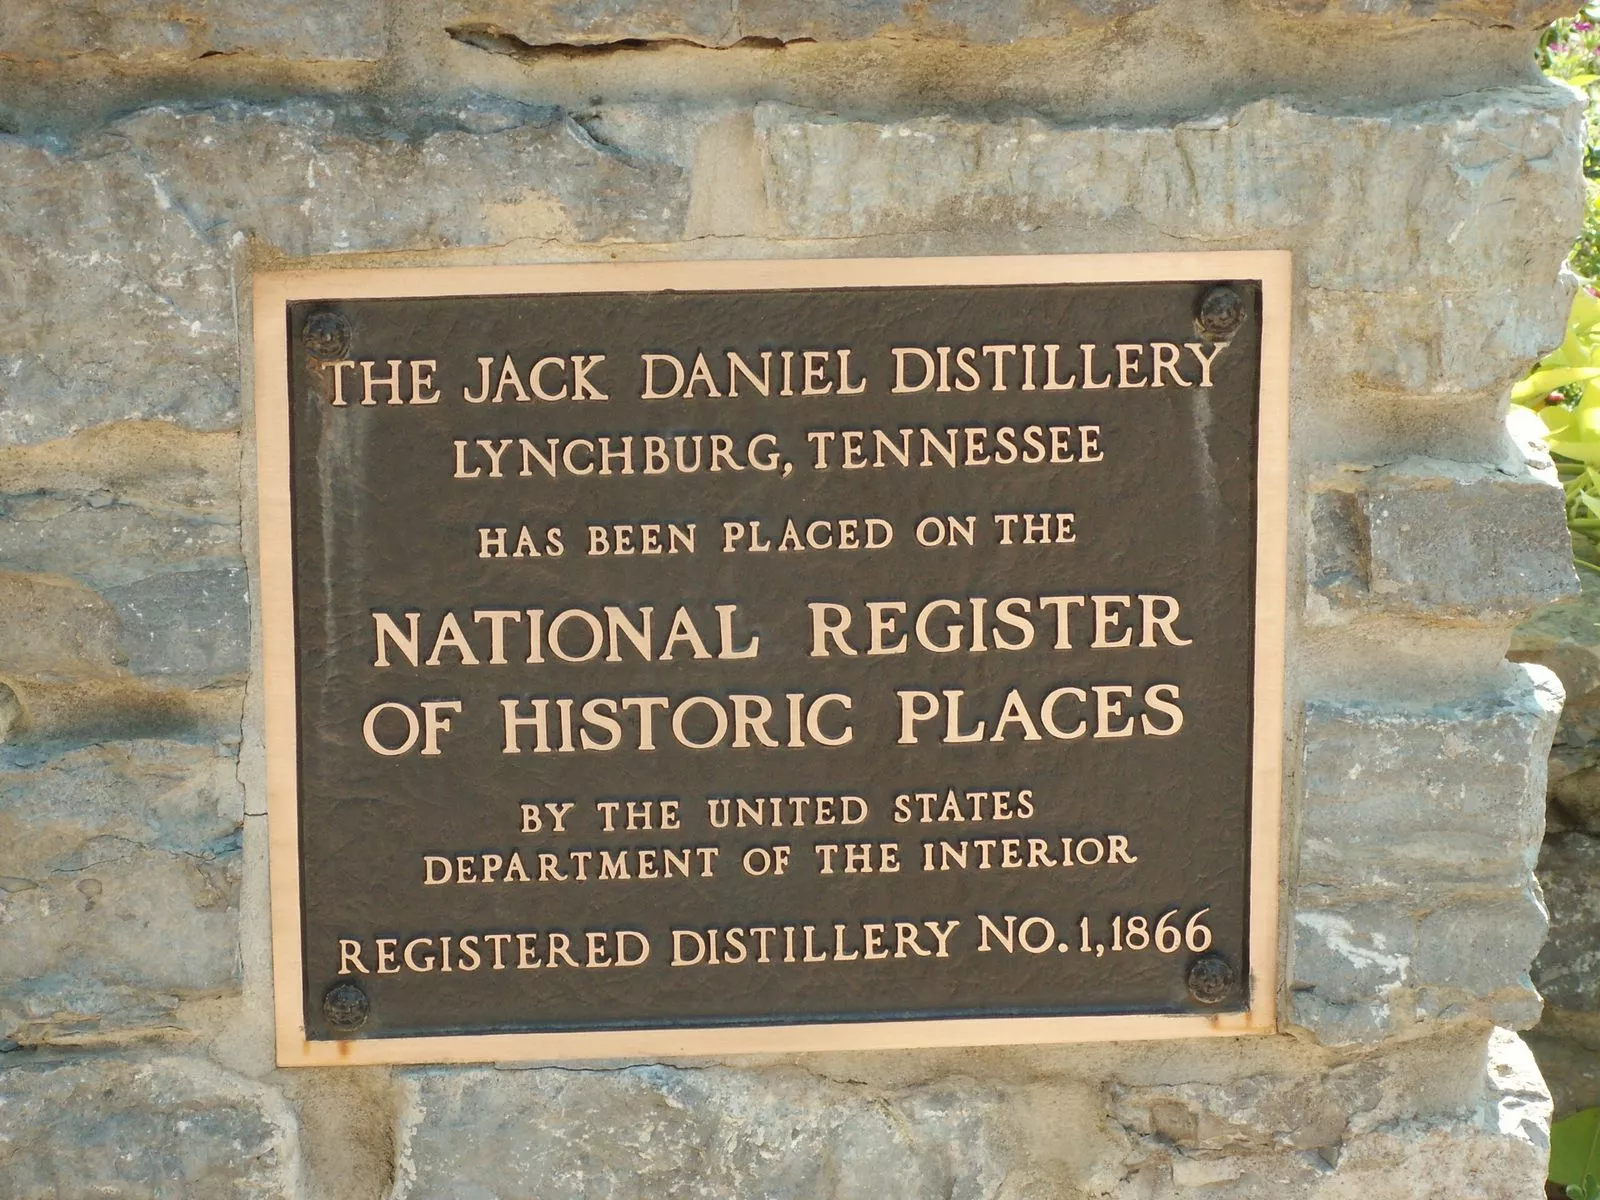 THE JACK DANIEL DISTILLERY
LYNCHBURG, TENNESSEE
HAS BEEN PLACED ON THE
NATIONAL REGISTER
OF HISTORIC PLACES
BY THE UNITED STATES
DEPARTMENT OF THE INTERIOR
REGISTERED DISTILLERY NO. 1, 1866